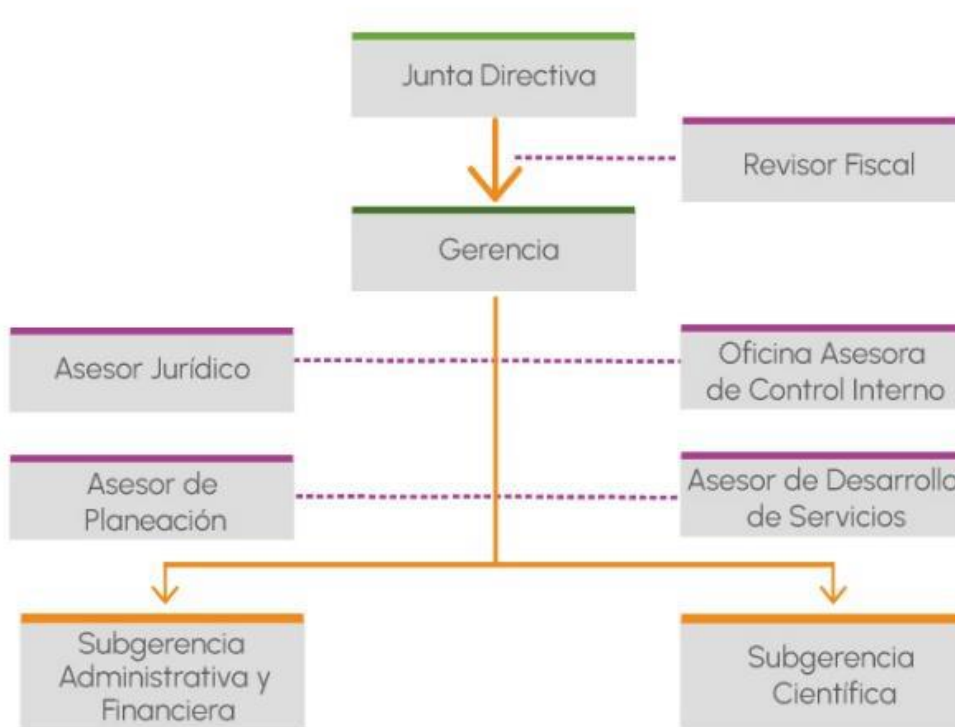 Junta Directiva
Revisor Fiscal
Gerencia
Asesor Jurídico
Oficina Asesora
de Control Interno
Asesor de
Planeación
Asesor de Desarrollo
de Servicios
Subgerencia
Administrativa y
Financiera
Subgerencia
Científica